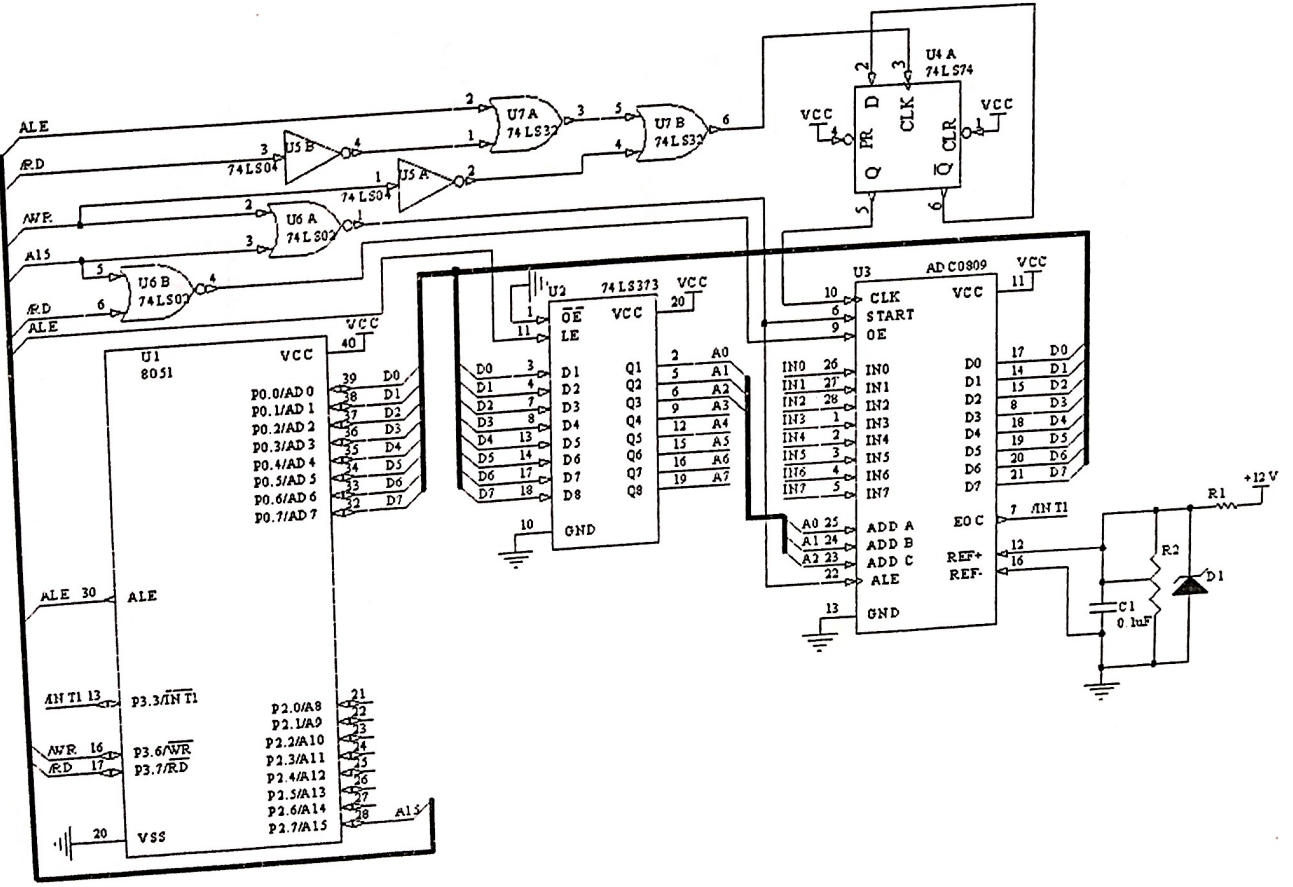 U4 A
74LS74
2
3
D
CLK
VCC
4
PR
CLR
1
VCC
Q
Q̅
5
6
ALE
2
U7A
74LS32
3
1
5
U7B
74LS32
6
4
/RD
3
U5 B
4
74LS04
1
U5 A
2
74LS04
/WR
2
U6 A
74LS02
1
A15
3
5
U6B
74LS02
4
/RD
6
ALE
U1
8051
VCC
40
VCC
P0.0/AD0
39
D0
P0.1/AD1
38
D1
P0.2/AD2
37
D2
P0.3/AD3
36
D3
P0.4/AD4
35
D4
P0.5/AD5
34
D5
P0.6/AD6
33
D6
P0.7/AD7
32
D7
ALE 30
ALE
/INT1 13
P3.3/I̅N̅T̅1
/WR 16
P3.6/W̅R̅
/RD 17
P3.7/R̅D̅
20
VSS
P2.0/A8
21
P2.1/A9
22
P2.2/A10
23
P2.3/A11
24
P2.4/A12
25
P2.5/A13
26
P2.6/A14
27
P2.7/A15
28
A15
U2
74LS373
1
O̅E̅
VCC
20
VCC
11
LE
D0 3 D1
Q1 2 A0
D1 4 D2
Q2 5 A1
D2 7 D3
Q3 6 A2
D3 8 D4
Q4 9 A3
D4 13 D5
Q5 12 A4
D5 14 D6
Q6 15 A5
D6 17 D7
Q7 16 A6
D7 18 D8
Q8 19 A7
10
GND
U3
ADC0809
10
CLK
VCC
11
VCC
6
START
9
OE
IN0 26 IN0
IN1 27 IN1
IN2 28 IN2
IN3 1 IN3
IN4 2 IN4
IN5 3 IN5
IN6 4 IN6
IN7 5 IN7
D0 17 D0
D1 14 D1
D2 15 D2
D3 8 D3
D4 18 D4
D5 19 D5
D6 20 D6
D7 21 D7
A0 25 ADD A
A1 24 ADD B
A2 23 ADD C
22 ALE
13
GND
EOC 7 /INT1
REF+ 12
REF- 16
R1
+12V
R2
D1
C1
0.1uF